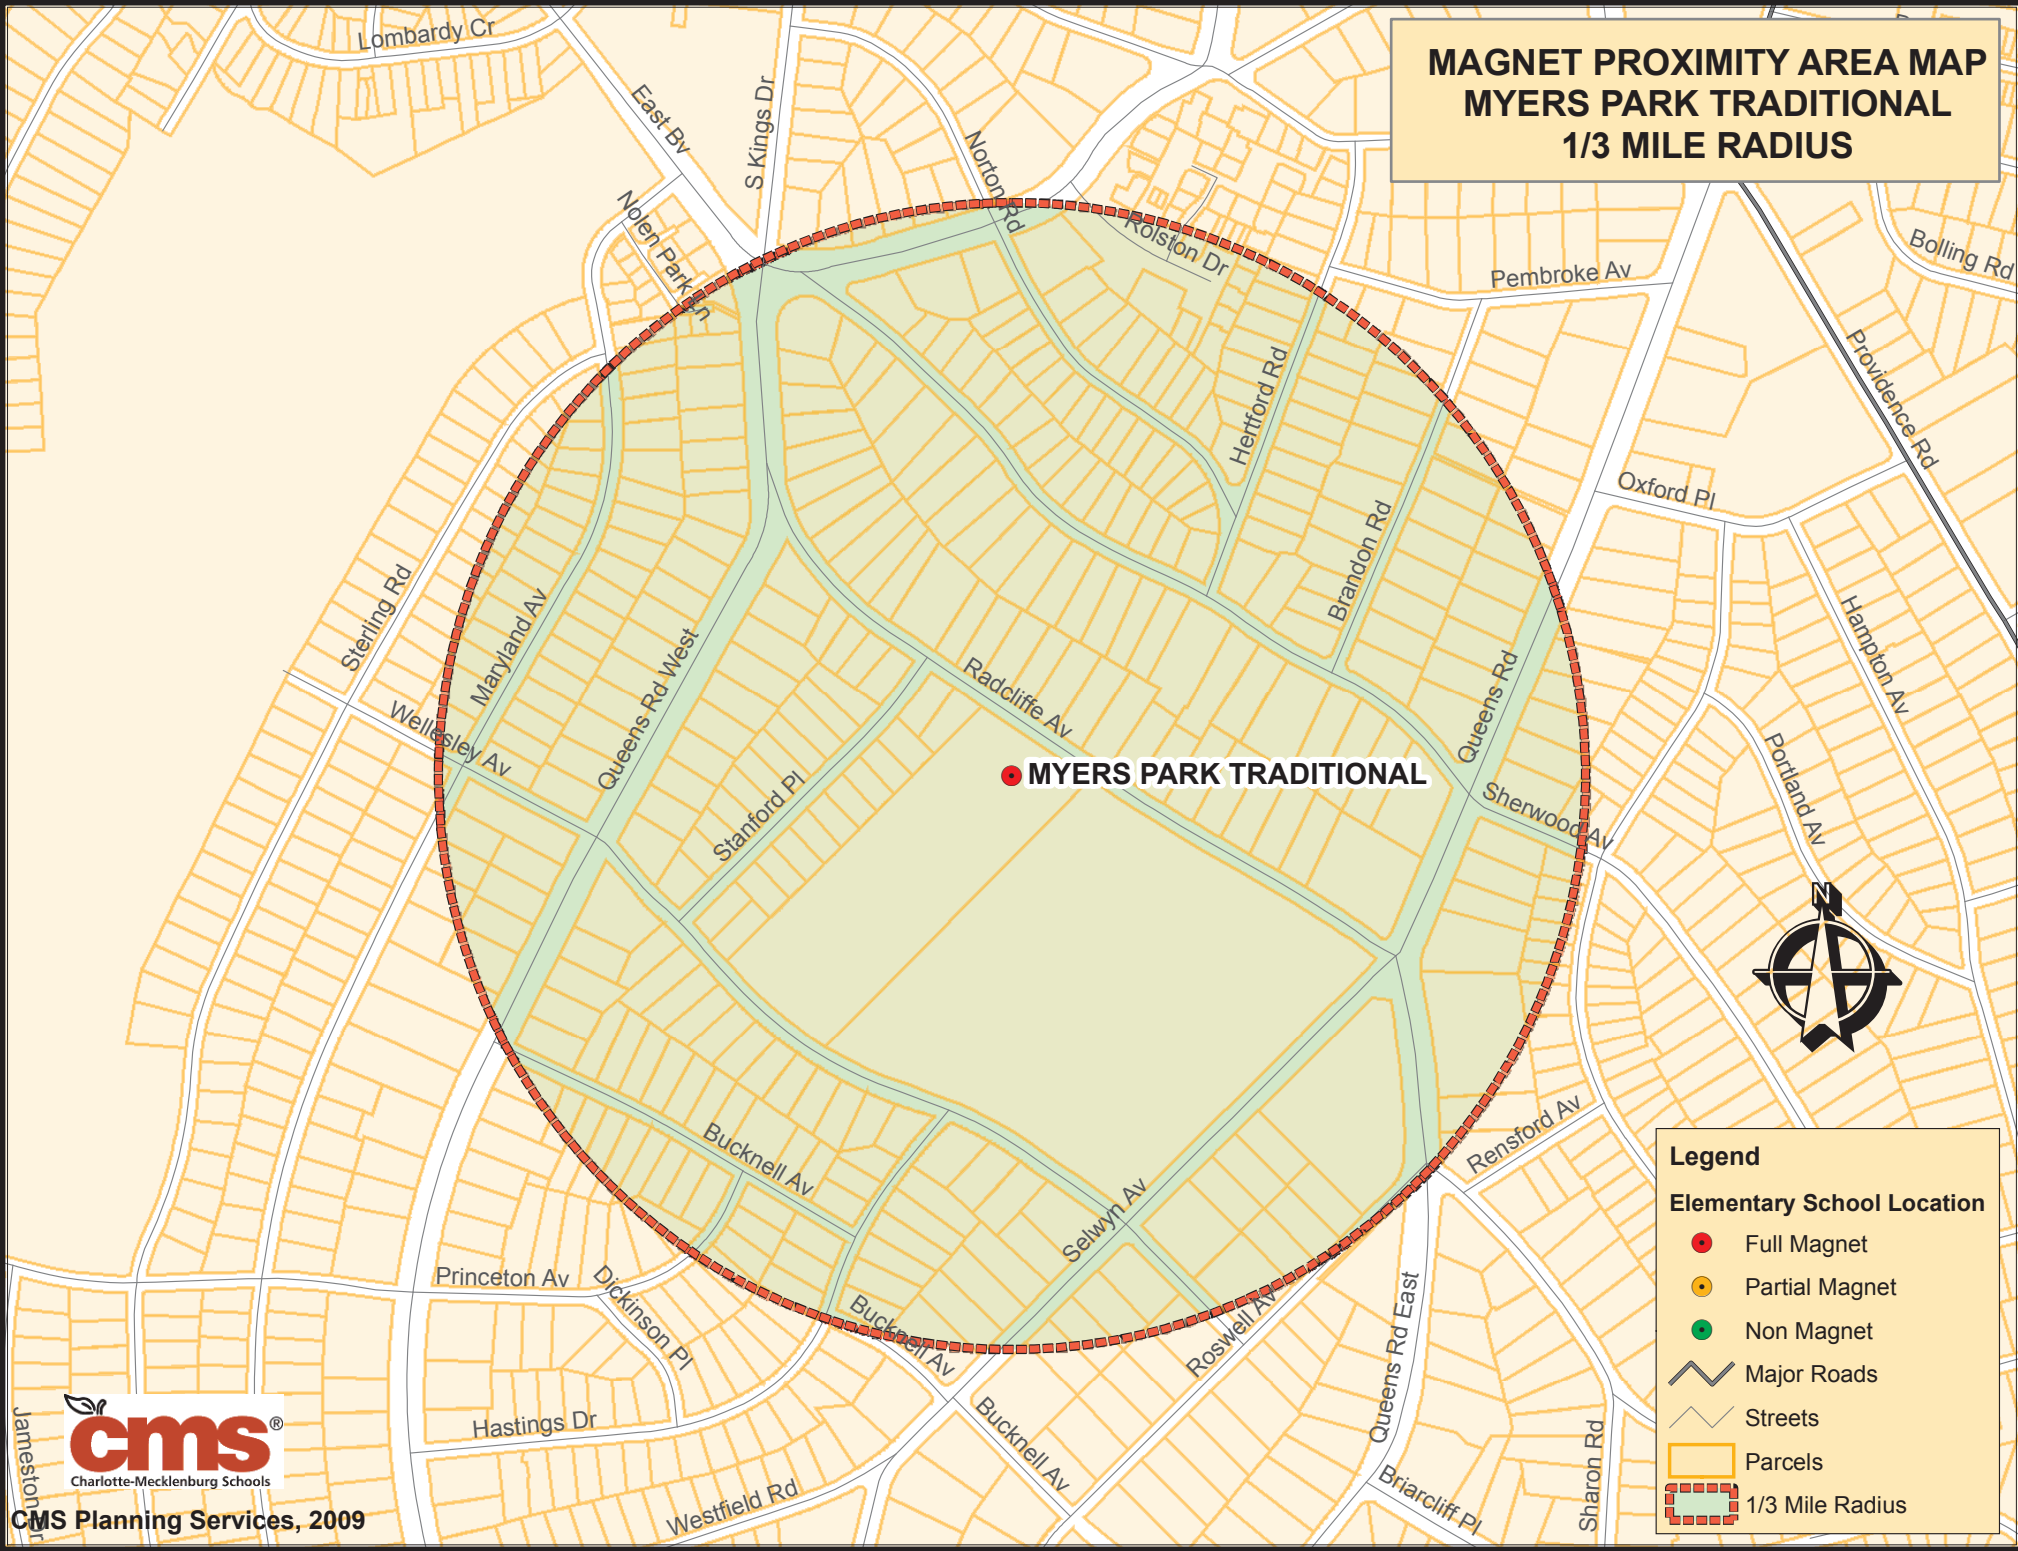 MAGNET PROXIMITY AREA MAP
MYERS PARK TRADITIONAL
1/3 MILE RADIUS
Lombardy Cr
East Bv
S Kings Dr
Norton Rd
Nolen Park Ln
Rolston Dr
Pembroke Av
Bolling Rd
Providence Rd
Hertford Rd
Oxford Pl
Brandon Rd
Sterling Rd
Maryland Av
Queens Rd West
Radcliffe Av
Queens Rd
Hampton Av
Wellesley Av
Stanford Pl
MYERS PARK TRADITIONAL
Sherwood Av
Portland Av
N
Bucknell Av
Rensford Av
Selwyn Av
Princeton Av
Dickinson Pl
Bucknell Av
Roswell Av
Queens Rd East
Hastings Dr
Bucknell Av
Westfield Rd
Briarcliff Pl
Sharon Rd
Jameston Dr
Legend
Elementary School Location
Full Magnet
Partial Magnet
Non Magnet
Major Roads
Streets
Parcels
1/3 Mile Radius
cms®
Charlotte-Mecklenburg Schools
CMS Planning Services, 2009